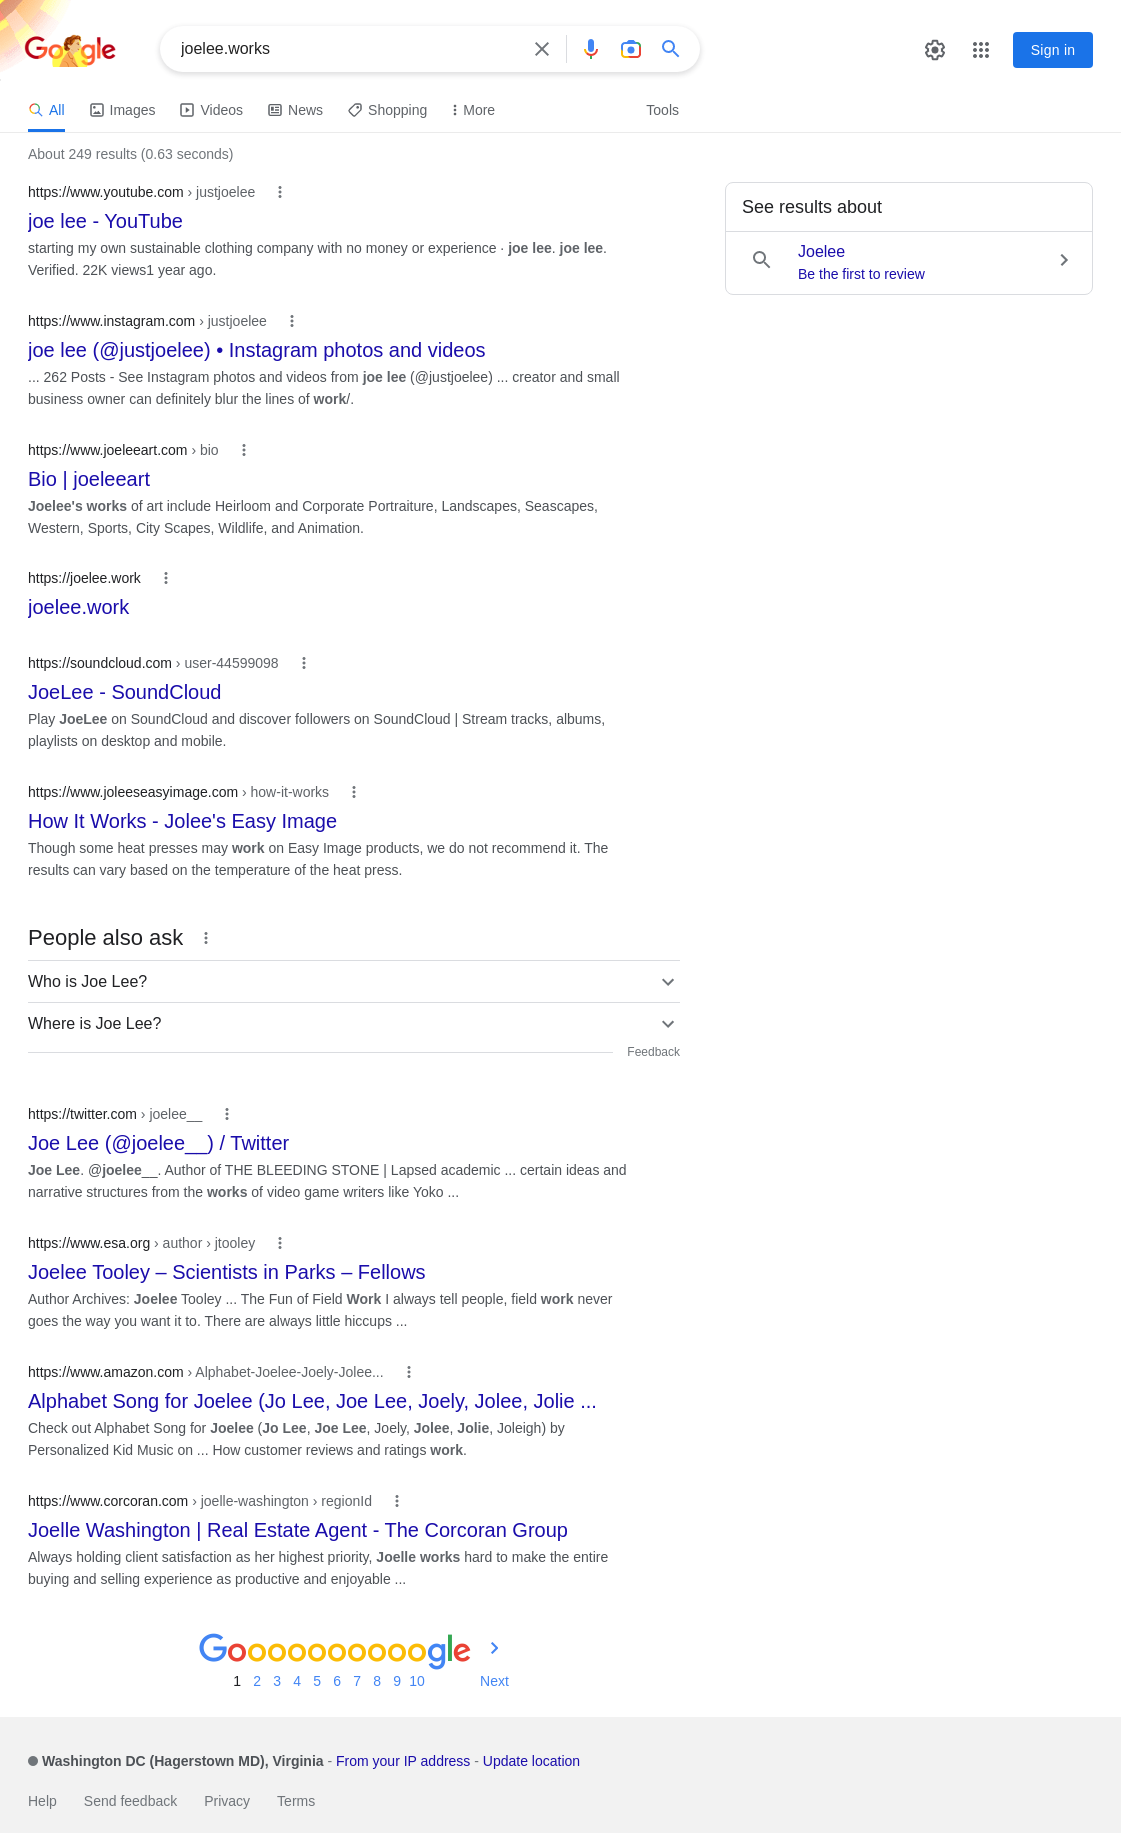 Google
joelee.works
Sign in
All Images Videos News Shopping More Tools
About 249 results (0.63 seconds)
https://www.youtube.com › justjoelee
joe lee - YouTube
starting my own sustainable clothing company with no money or experience · joe lee. joe lee.
Verified. 22K views1 year ago.
https://www.instagram.com › justjoelee
joe lee (@justjoelee) • Instagram photos and videos
... 262 Posts - See Instagram photos and videos from joe lee (@justjoelee) ... creator and small
business owner can definitely blur the lines of work/.
https://www.joeleeart.com › bio
Bio | joeleeart
Joelee's works of art include Heirloom and Corporate Portraiture, Landscapes, Seascapes,
Western, Sports, City Scapes, Wildlife, and Animation.
https://joelee.work
joelee.work
https://soundcloud.com › user-44599098
JoeLee - SoundCloud
Play JoeLee on SoundCloud and discover followers on SoundCloud | Stream tracks, albums,
playlists on desktop and mobile.
https://www.joleeseasyimage.com › how-it-works
How It Works - Jolee's Easy Image
Though some heat presses may work on Easy Image products, we do not recommend it. The
results can vary based on the temperature of the heat press.
People also ask
Who is Joe Lee?
Where is Joe Lee?
Feedback
https://twitter.com › joelee__
Joe Lee (@joelee__) / Twitter
Joe Lee. @joelee__. Author of THE BLEEDING STONE | Lapsed academic ... certain ideas and
narrative structures from the works of video game writers like Yoko ...
https://www.esa.org › author › jtooley
Joelee Tooley – Scientists in Parks – Fellows
Author Archives: Joelee Tooley ... The Fun of Field Work I always tell people, field work never
goes the way you want it to. There are always little hiccups ...
https://www.amazon.com › Alphabet-Joelee-Joely-Jolee...
Alphabet Song for Joelee (Jo Lee, Joe Lee, Joely, Jolee, Jolie ...
Check out Alphabet Song for Joelee (Jo Lee, Joe Lee, Joely, Jolee, Jolie, Joleigh) by
Personalized Kid Music on ... How customer reviews and ratings work.
https://www.corcoran.com › joelle-washington › regionId
Joelle Washington | Real Estate Agent - The Corcoran Group
Always holding client satisfaction as her highest priority, Joelle works hard to make the entire
buying and selling experience as productive and enjoyable ...
See results about
Joelee
Be the first to review
Goooooooooogle
1 2 3 4 5 6 7 8 9 10 Next
Washington DC (Hagerstown MD), Virginia - From your IP address - Update location
Help Send feedback Privacy Terms